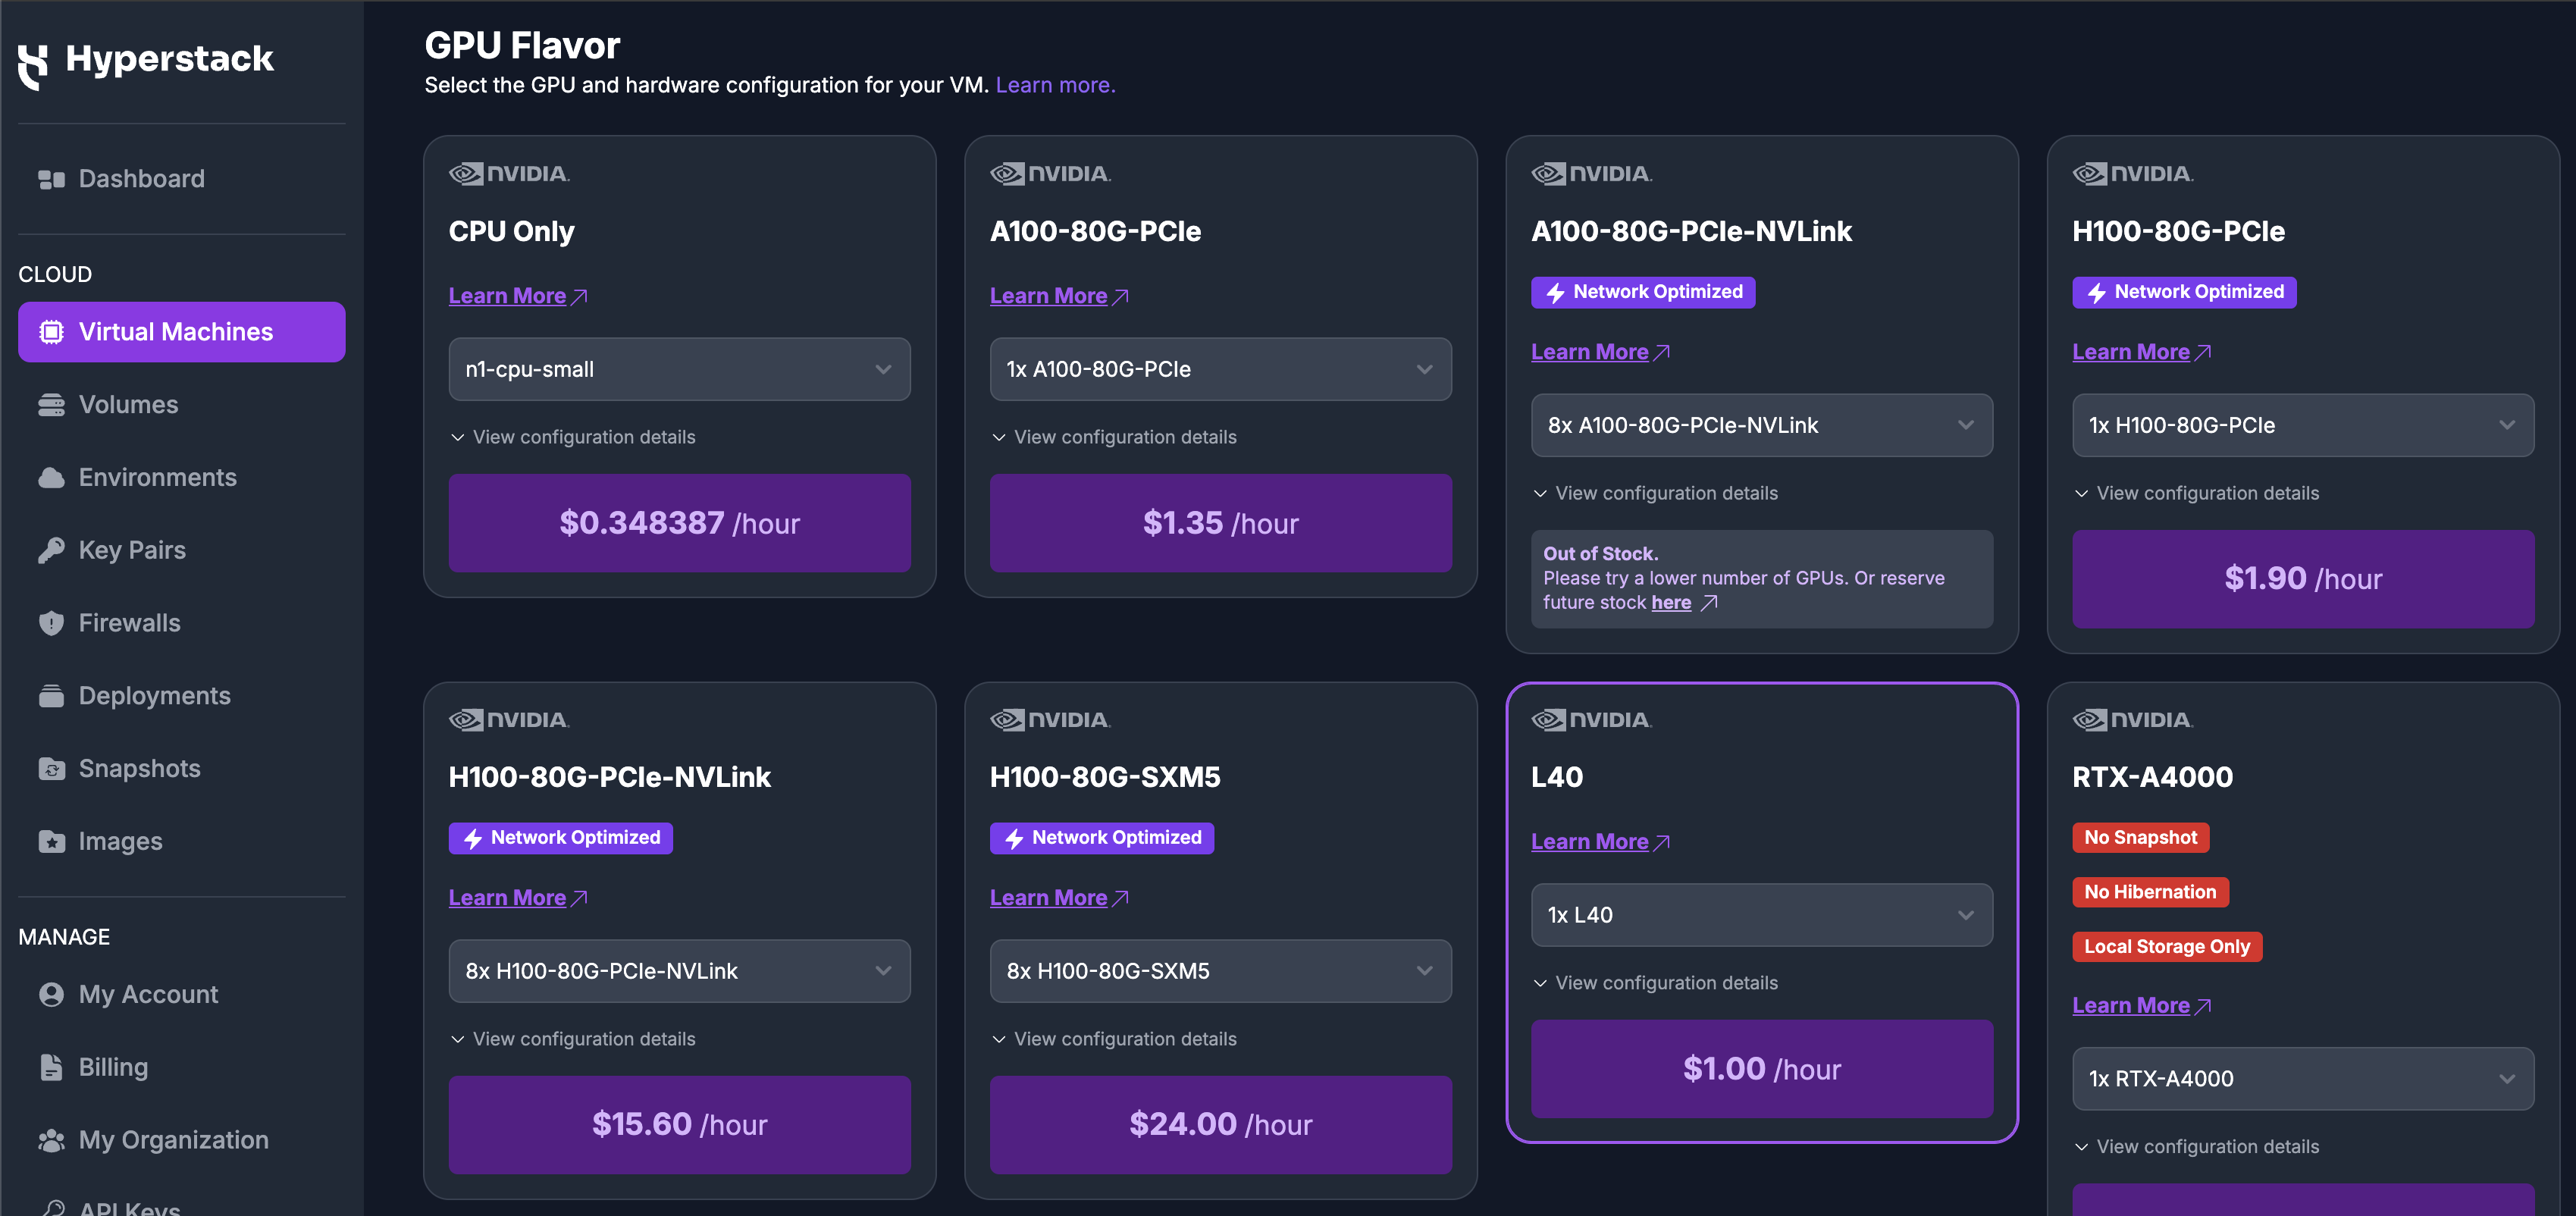 Hyperstack
Dashboard
CLOUD
Virtual Machines
Volumes
Environments
Key Pairs
Firewalls
Deployments
Snapshots
Images
MANAGE
My Account
Billing
My Organization
API Keys
GPU Flavor
Select the GPU and hardware configuration for your VM. Learn more.
NVIDIA.
CPU Only
Learn More
n1-cpu-small
View configuration details
$0.348387 /hour
NVIDIA.
A100-80G-PCIe
Learn More
1x A100-80G-PCIe
View configuration details
$1.35 /hour
NVIDIA.
A100-80G-PCIe-NVLink
Network Optimized
Learn More
8x A100-80G-PCIe-NVLink
View configuration details
Out of Stock.
Please try a lower number of GPUs. Or reserve
future stock here
NVIDIA.
H100-80G-PCIe
Network Optimized
Learn More
1x H100-80G-PCIe
View configuration details
$1.90 /hour
NVIDIA.
H100-80G-PCIe-NVLink
Network Optimized
Learn More
8x H100-80G-PCIe-NVLink
View configuration details
$15.60 /hour
NVIDIA.
H100-80G-SXM5
Network Optimized
Learn More
8x H100-80G-SXM5
View configuration details
$24.00 /hour
NVIDIA.
L40
Learn More
1x L40
View configuration details
$1.00 /hour
NVIDIA.
RTX-A4000
No Snapshot
No Hibernation
Local Storage Only
Learn More
1x RTX-A4000
View configuration details